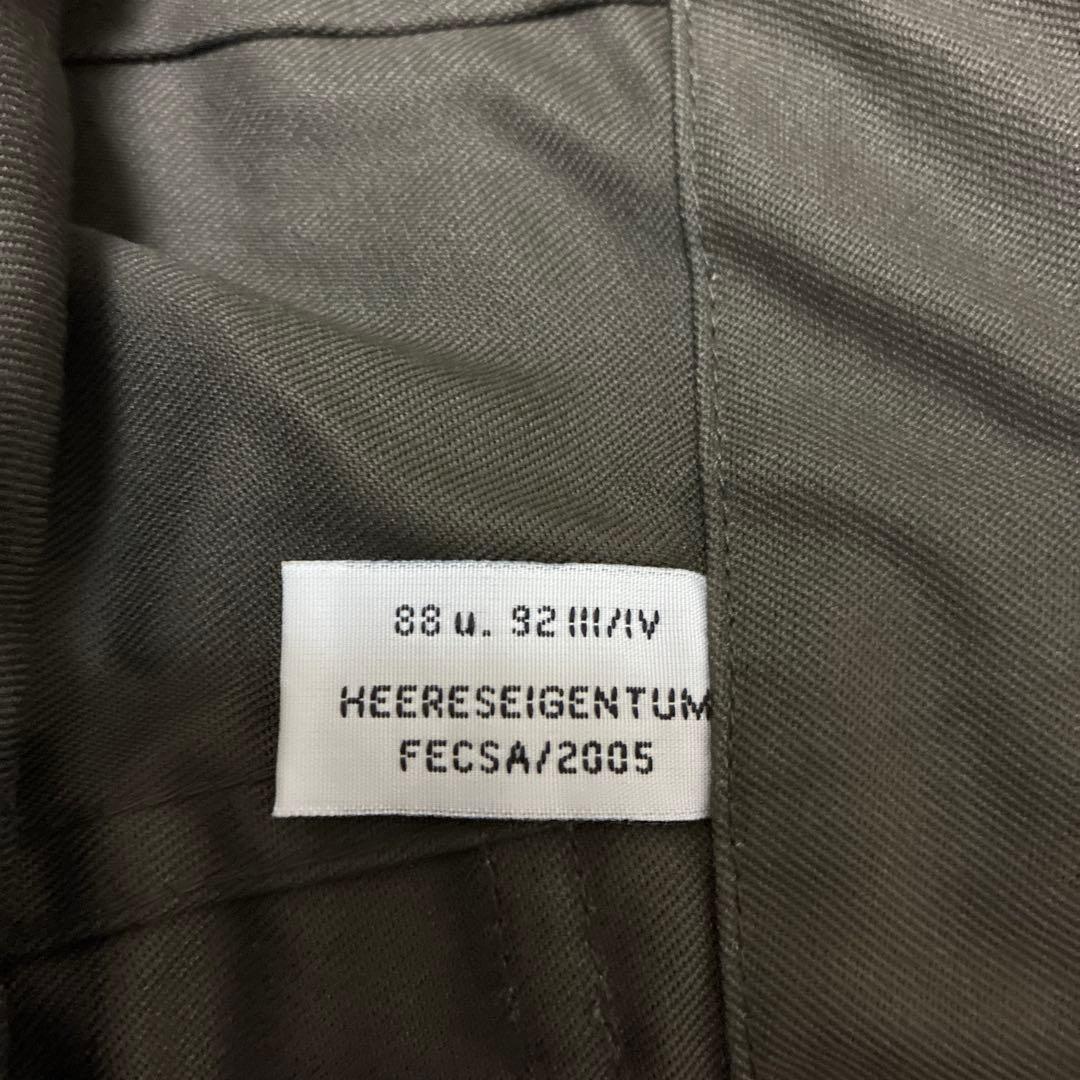 88 u. 92 III/IV
HEERESEIGENTUM
FECSA/2005